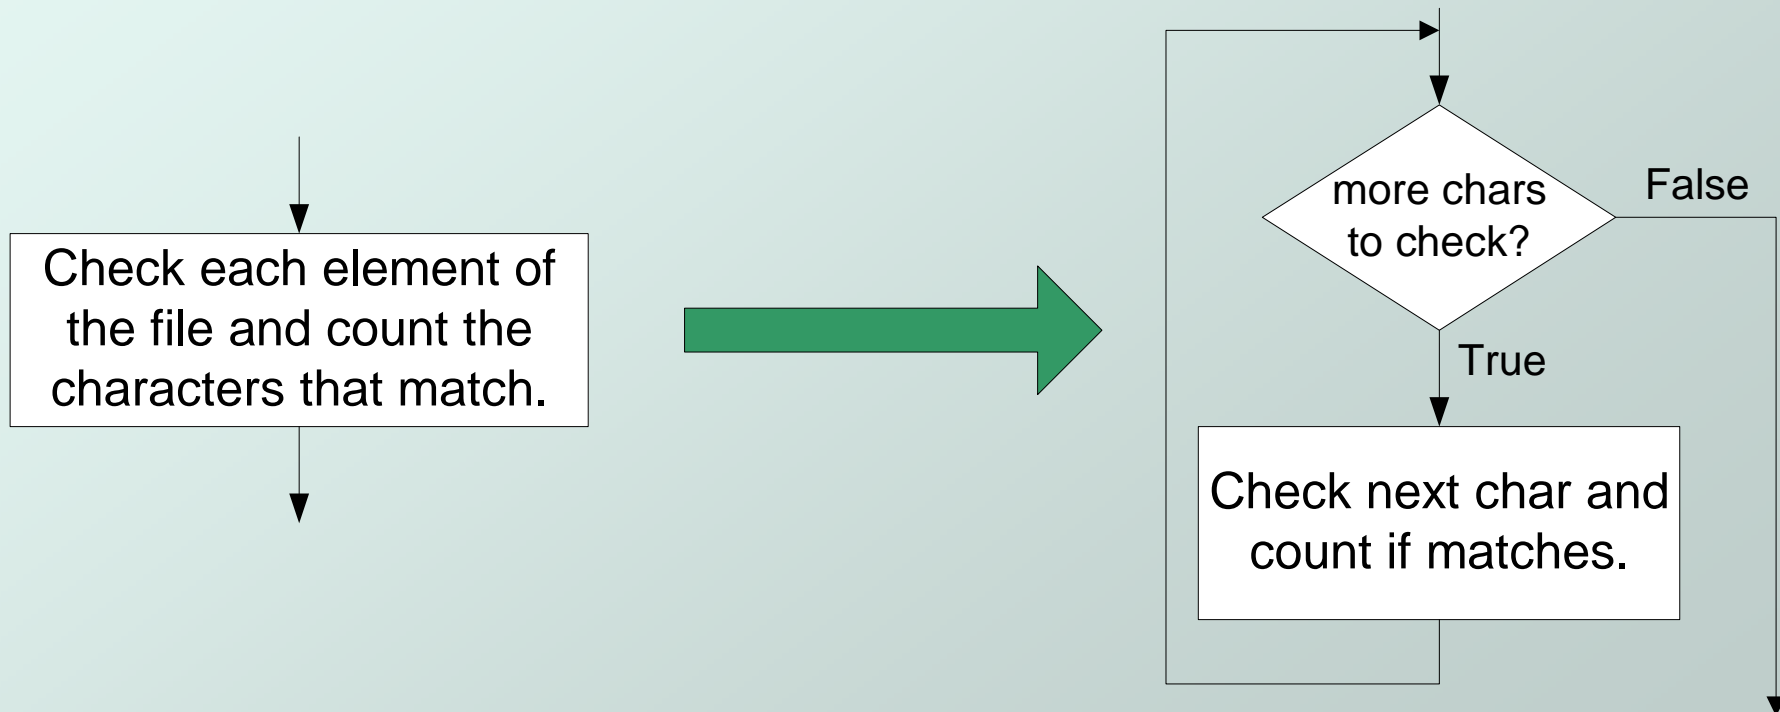 Check each element of
the file and count the
characters that match.
more chars
to check?
False
True
Check next char and
count if matches.